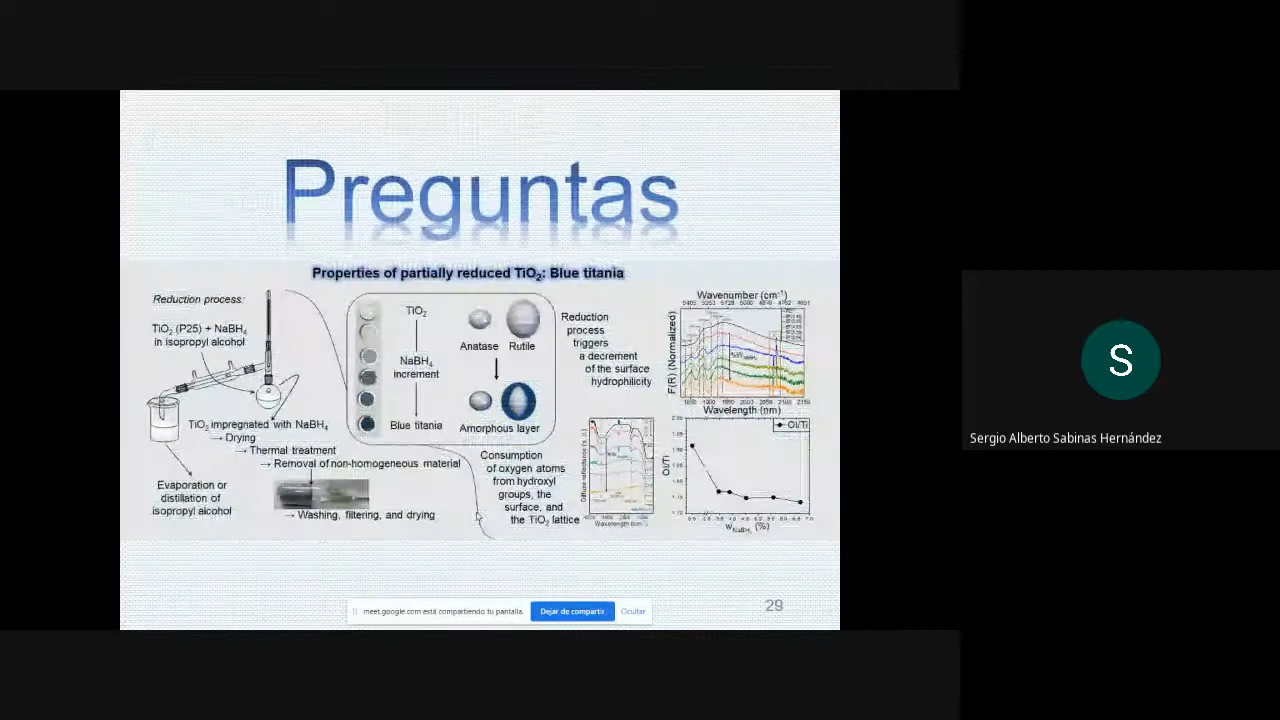 Preguntas
Properties of partially reduced TiO₂: Blue titania
Reduction process:
TiO₂ (P25) + NaBH₄
in isopropyl alcohol
TiO₂ impregnated with NaBH₄
→ Drying
→ Thermal treatment
→ Removal of non-homogeneous material
→ Washing, filtering, and drying
Evaporation or
distillation of
isopropyl alcohol
TiO₂
NaBH₄
increment
Blue titania
Anatase Rutile
Amorphous layer
Reduction
process
triggers
a decrement
of the surface
hydrophilicity
Consumption
of oxygen atoms
from hydroxyl
groups, the
surface, and
the TiO₂ lattice
Wavenumber (cm⁻¹)
F(R) (Normalized)
Wavelength (nm)
OI/Ti
OI/Ti
w NaBH₄ (%)
29
meet.google.com está compartiendo tu pantalla.
Dejar de compartir
Ocultar
S
Sergio Alberto Sabinas Hernández